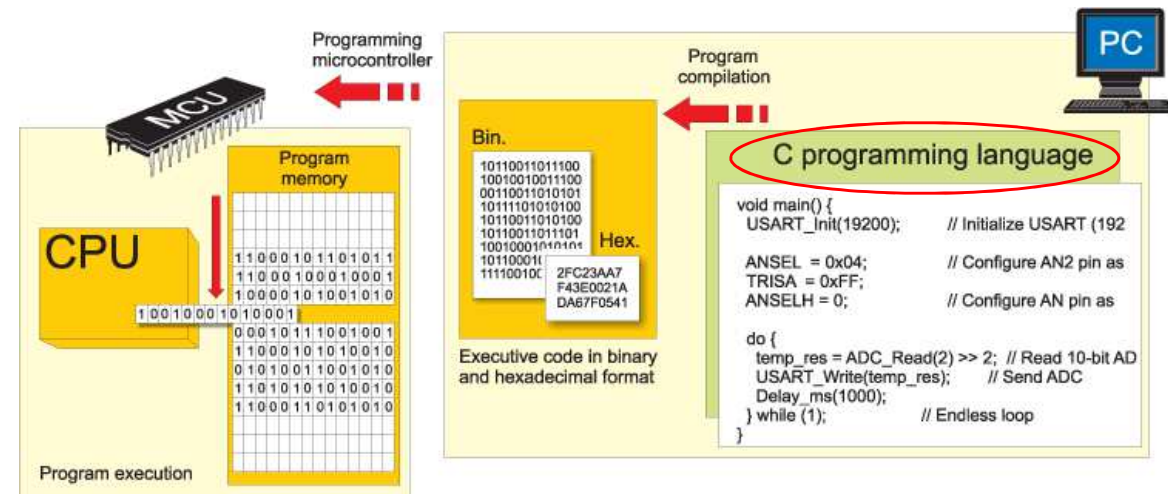 PC
Programming
microcontroller
Program
compilation
MCU
C programming language
Bin.
10110011011100
10010010011100
00110011010101
10111101010100
10110011010100
10110011011101
10010001010101
Hex.
2FC23AA7
F43E0021A
DA67F0541
Executive code in binary
and hexadecimal format
void main() {
USART_Init(19200); // Initialize USART (192
ANSEL = 0x04; // Configure AN2 pin as
TRISA = 0xFF;
ANSELH = 0; // Configure AN pin as
do {
temp_res = ADC_Read(2) >> 2; // Read 10-bit AD
USART_Write(temp_res); // Send ADC
Delay_ms(1000);
} while (1); // Endless loop
}
Program
memory
CPU
1 1 0 0 0 1 0 1 1 0 1 0 1 1
1 1 0 0 0 1 0 0 0 1 0 0 0 1
1 0 0 0 0 1 0 1 0 0 1 0 1 0
1 0 0 1 0 0 0 1 0 1 0 0 0 1
0 0 0 1 0 1 1 1 0 0 1 0 0 1
1 1 0 0 0 1 0 1 0 1 0 0 1 0
0 1 0 1 0 0 1 1 0 0 1 0 1 0
1 1 0 1 0 1 0 1 0 1 0 0 1 0
1 1 0 0 0 1 1 0 1 0 1 0 1 0
Program execution